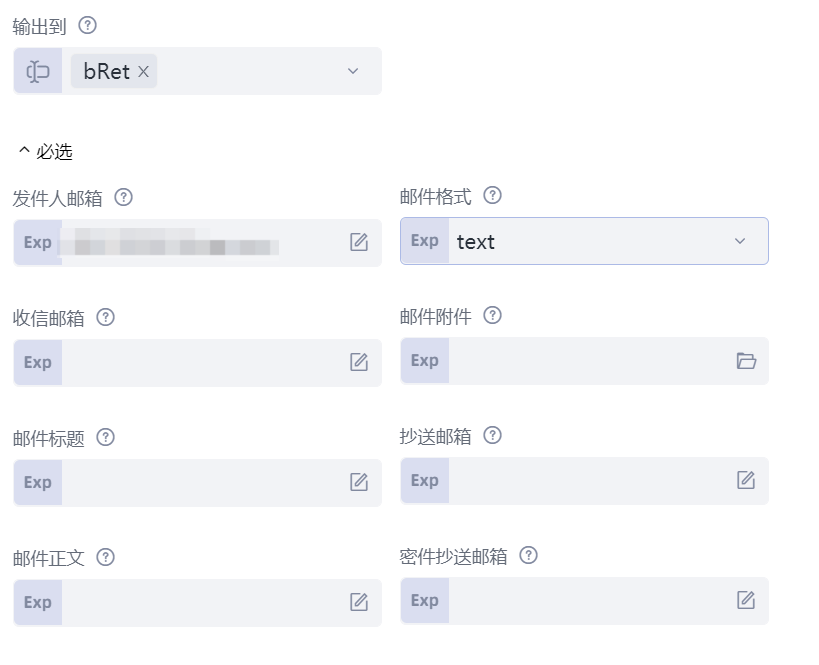 输出到
bRet
必选
发件人邮箱
邮件格式
Exp
Exp text
收信邮箱
邮件附件
Exp
Exp
邮件标题
抄送邮箱
Exp
Exp
邮件正文
密件抄送邮箱
Exp
Exp